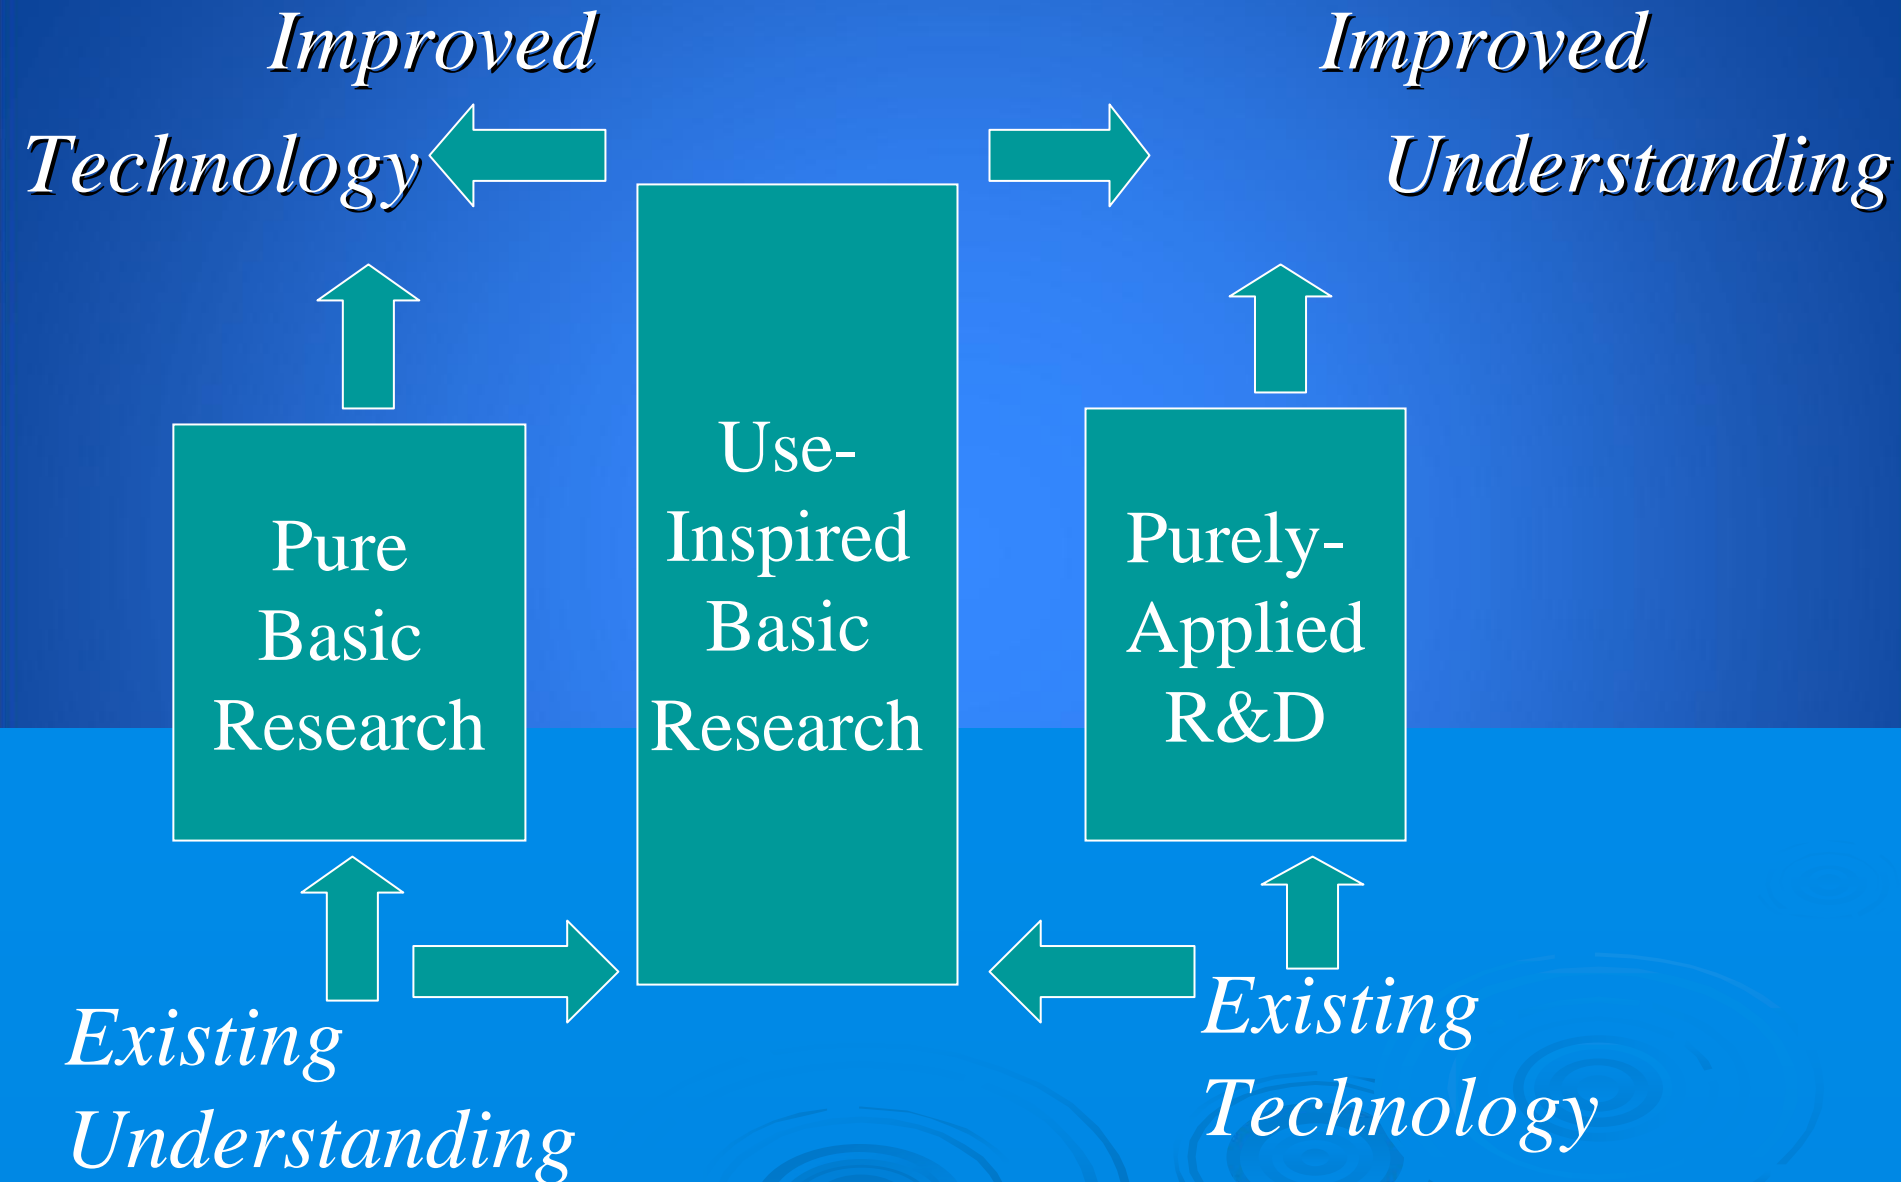 Improved
Technology
Improved
Understanding
Pure
Basic
Research
Use-
Inspired
Basic
Research
Purely-
Applied
R&D
Existing
Understanding
Existing
Technology